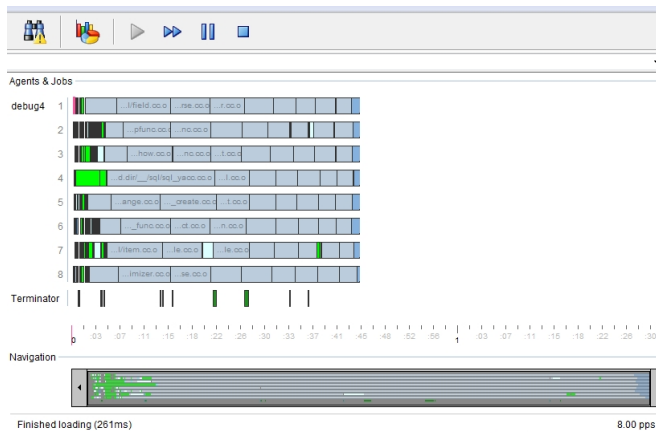 Agents & Jobs
debug4 1 ...l/field.cc.o ...rse.cc.o ...r.cc.o
2 ...pfunc.cc.o ...nc.cc.o
3 ...how.cc.o ...nc.cc.o ...t.cc.o
4 ...d.dir/__/sql/sql_yacc.cc.o ...l.cc.o
5 ...ange.cc.o ..._create.cc.o ...t.cc.o
6 ..._func.cc.o ...ct.cc.o ...n.cc.o
7 ...l/item.cc.o ...le.cc.o ...le.cc.o
8 ...imizer.cc.o ...se.cc.o
Terminator
0 :03 :07 :11 :15 :18 :22 :26 :30 :33 :37 :41 :45 :48 :52 :56 1 :03 :07 :11 :15 :18 :22 :26 :30
Navigation
Finished loading (261ms) 8.00 pps